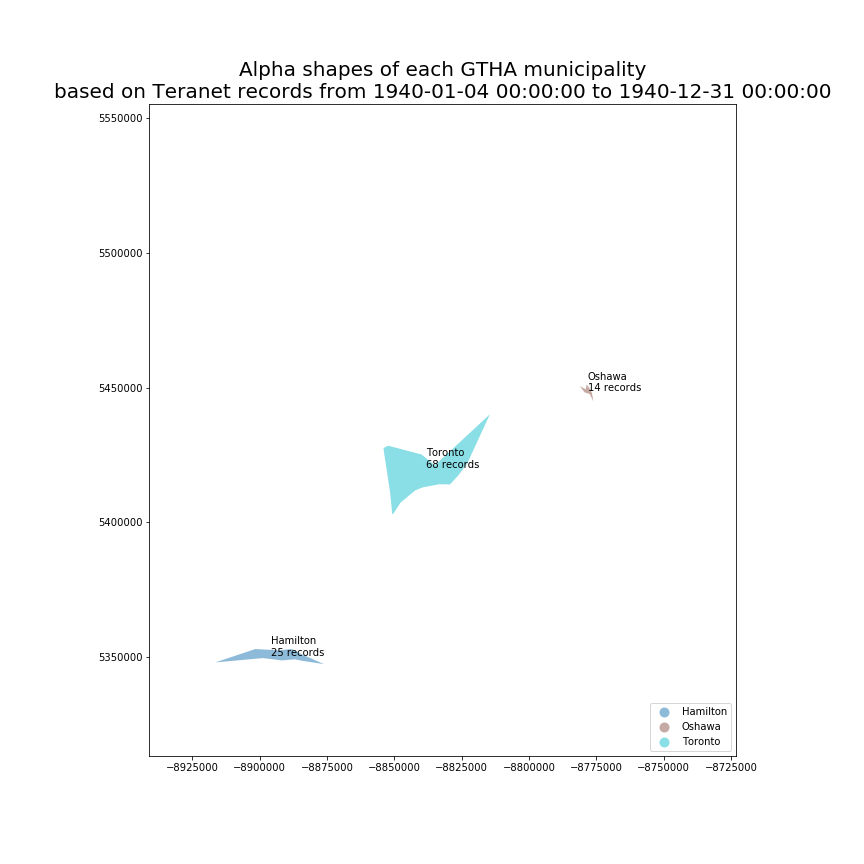 Alpha shapes of each GTHA municipality
based on Teranet records from 1940-01-04 00:00:00 to 1940-12-31 00:00:00
5550000
5500000
5450000
5400000
5350000
Oshawa
14 records
Toronto
68 records
Hamilton
25 records
Hamilton
Oshawa
Toronto
−8925000 −8900000 −8875000 −8850000 −8825000 −8800000 −8775000 −8750000 −8725000